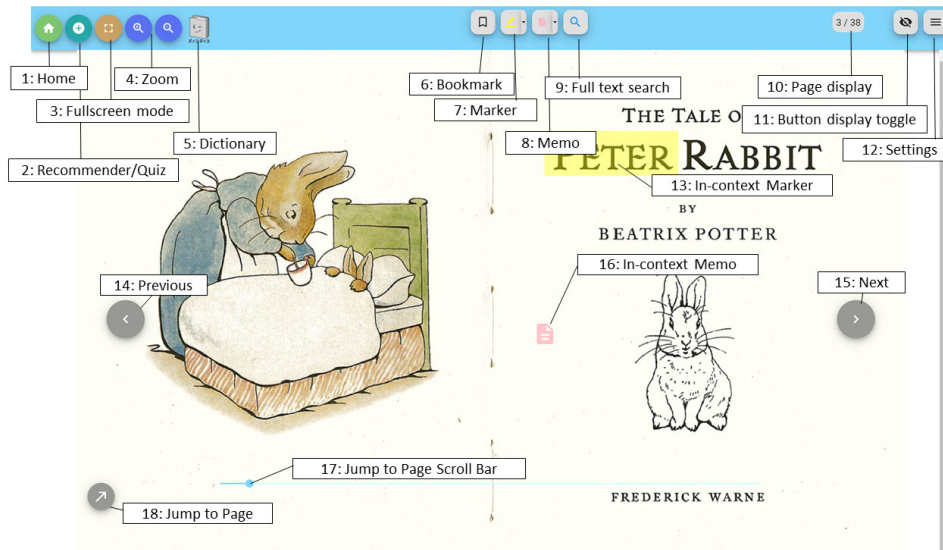 3 / 38
1: Home
4: Zoom
6: Bookmark
9: Full text search
10: Page display
3: Fullscreen mode
7: Marker
THE TALE O
11: Button display toggle
5: Dictionary
8: Memo
12: Settings
PETER RABBIT
2: Recommender/Quiz
13: In-context Marker
BY
BEATRIX POTTER
16: In-context Memo
14: Previous
15: Next
17: Jump to Page Scroll Bar
FREDERICK WARNE
18: Jump to Page